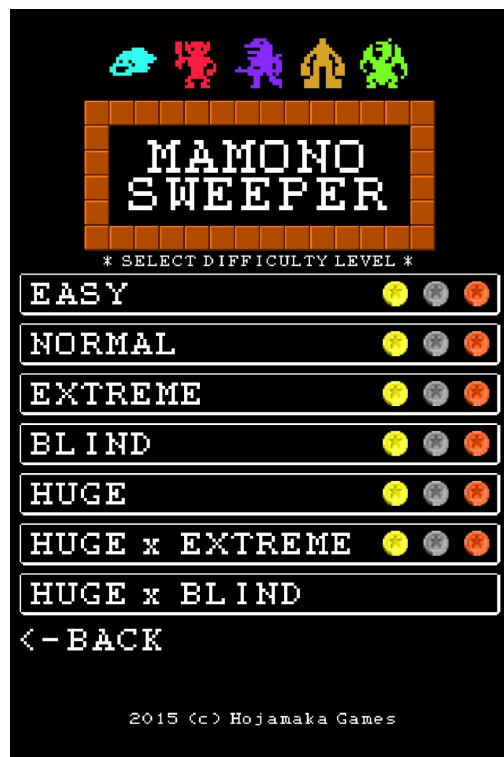 MAMONO
SWEEPER
* SELECT DIFFICULTY LEVEL *
EASY
NORMAL
EXTREME
BLIND
HUGE
HUGE x EXTREME
HUGE x BLIND
<-BACK
2015 (c) Hojamaka Games